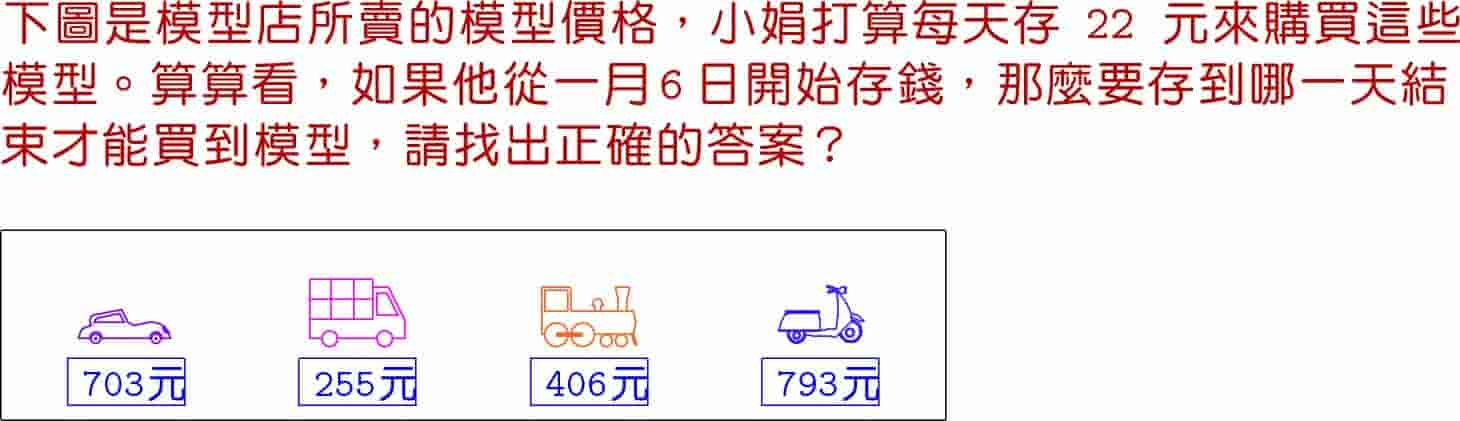 下圖是模型店所賣的模型價格，小娟打算每天存 22 元來購買這些
模型。算算看，如果他從一月6日開始存錢，那麼要存到哪一天結
束才能買到模型，請找出正確的答案？
703元 255元 406元 793元